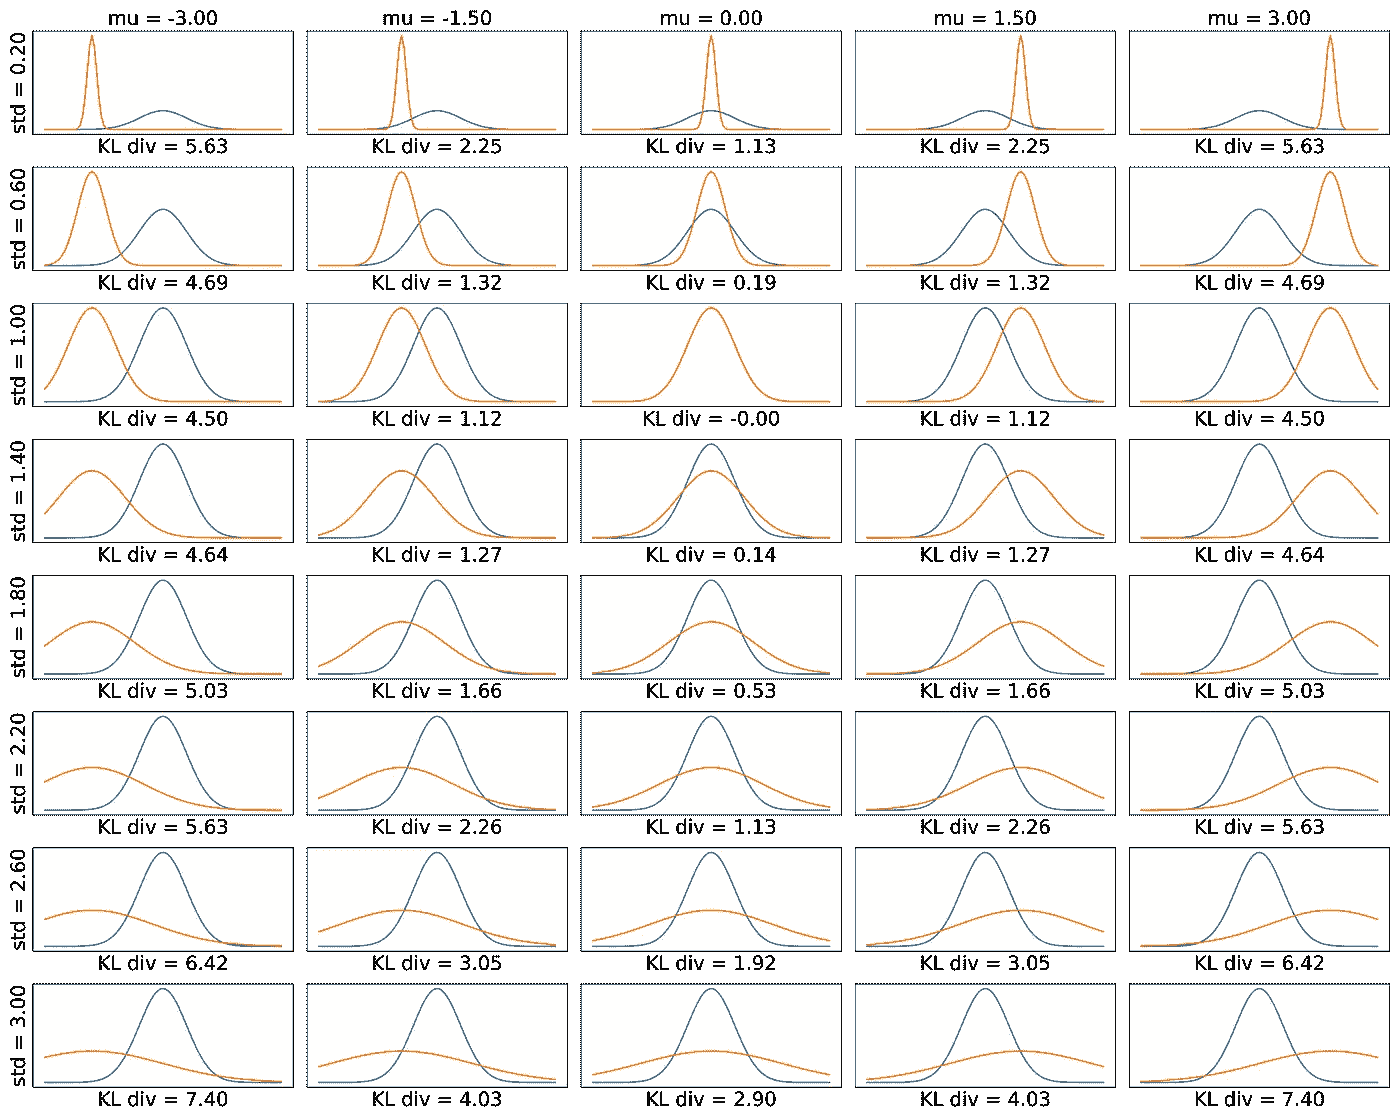 mu = -3.00 mu = -1.50 mu = 0.00 mu = 1.50 mu = 3.00
std = 0.20
KL div = 5.63 KL div = 2.25 KL div = 1.13 KL div = 2.25 KL div = 5.63
std = 0.60
KL div = 4.69 KL div = 1.32 KL div = 0.19 KL div = 1.32 KL div = 4.69
std = 1.00
KL div = 4.50 KL div = 1.12 KL div = -0.00 KL div = 1.12 KL div = 4.50
std = 1.40
KL div = 4.64 KL div = 1.27 KL div = 0.14 KL div = 1.27 KL div = 4.64
std = 1.80
KL div = 5.03 KL div = 1.66 KL div = 0.53 KL div = 1.66 KL div = 5.03
std = 2.20
KL div = 5.63 KL div = 2.26 KL div = 1.13 KL div = 2.26 KL div = 5.63
std = 2.60
KL div = 6.42 KL div = 3.05 KL div = 1.92 KL div = 3.05 KL div = 6.42
std = 3.00
KL div = 7.40 KL div = 4.03 KL div = 2.90 KL div = 4.03 KL div = 7.40